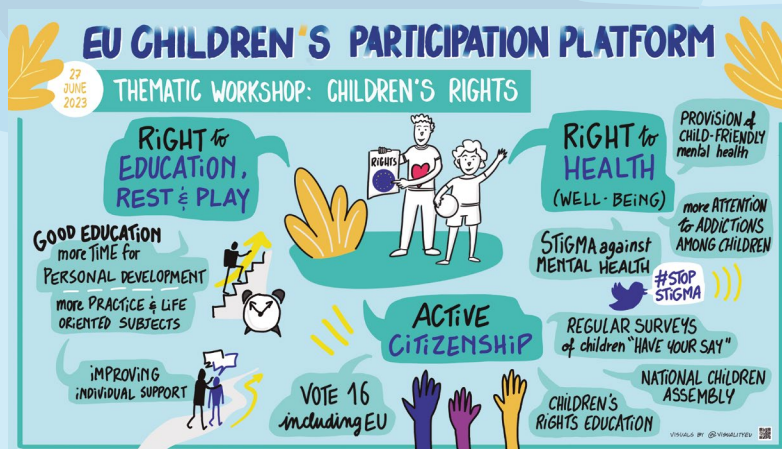 EU CHILDREN'S PARTICIPATION PLATFORM
27
JUNE
2023
THEMATIC WORKSHOP: CHILDREN'S RIGHTS
RIGHT to
EDUCATION,
REST & PLAY
GOOD EDUCATION
more TIME for
PERSONAL DEVELOPMENT
more PRACTICE & LIFE
ORIENTED SUBJECTS
IMPROVING
INDIVIDUAL SUPPORT
RIGHTS
RIGHT to
HEALTH
(WELL-BEING)
PROVISION of
CHILD-FRIENDLY
mental health
more ATTENTION
to ADDICTIONS
AMONG CHILDREN
STIGMA against
MENTAL HEALTH
#STOP
STIGMA
ACTIVE
CITIZENSHIP
VOTE 16
including EU
REGULAR SURVEYS
of children "HAVE YOUR SAY"
NATIONAL CHILDREN
ASSEMBLY
CHILDREN'S
RIGHTS EDUCATION
VISUALS BY @VISUALITYEU